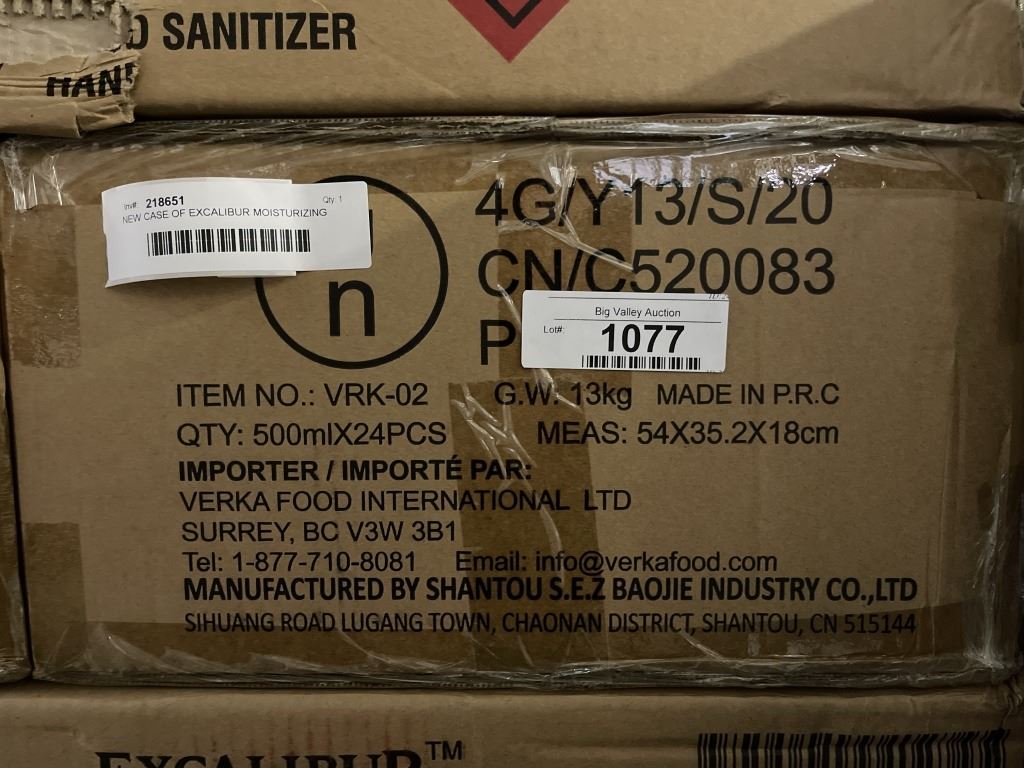 SANITIZER
HAN
Inv#: 218651 Qty: 1
NEW CASE OF EXCALIBUR MOISTURIZING
n
4G/Y13/S/20
CN/C520083
P
Big Valley Auction
Lot#: 1077
ITEM NO.: VRK-02 G.W: 13kg MADE IN P.R.C
QTY: 500mlX24PCS MEAS: 54X35.2X18cm
IMPORTER / IMPORTÉ PAR:
VERKA FOOD INTERNATIONAL LTD
SURREY, BC V3W 3B1
Tel: 1-877-710-8081 Email: info@verkafood.com
MANUFACTURED BY SHANTOU S.E.Z BAOJIE INDUSTRY CO.,LTD
SIHUANG ROAD LUGANG TOWN, CHAONAN DISTRICT, SHANTOU, CN 515144
EXCALIBUR™